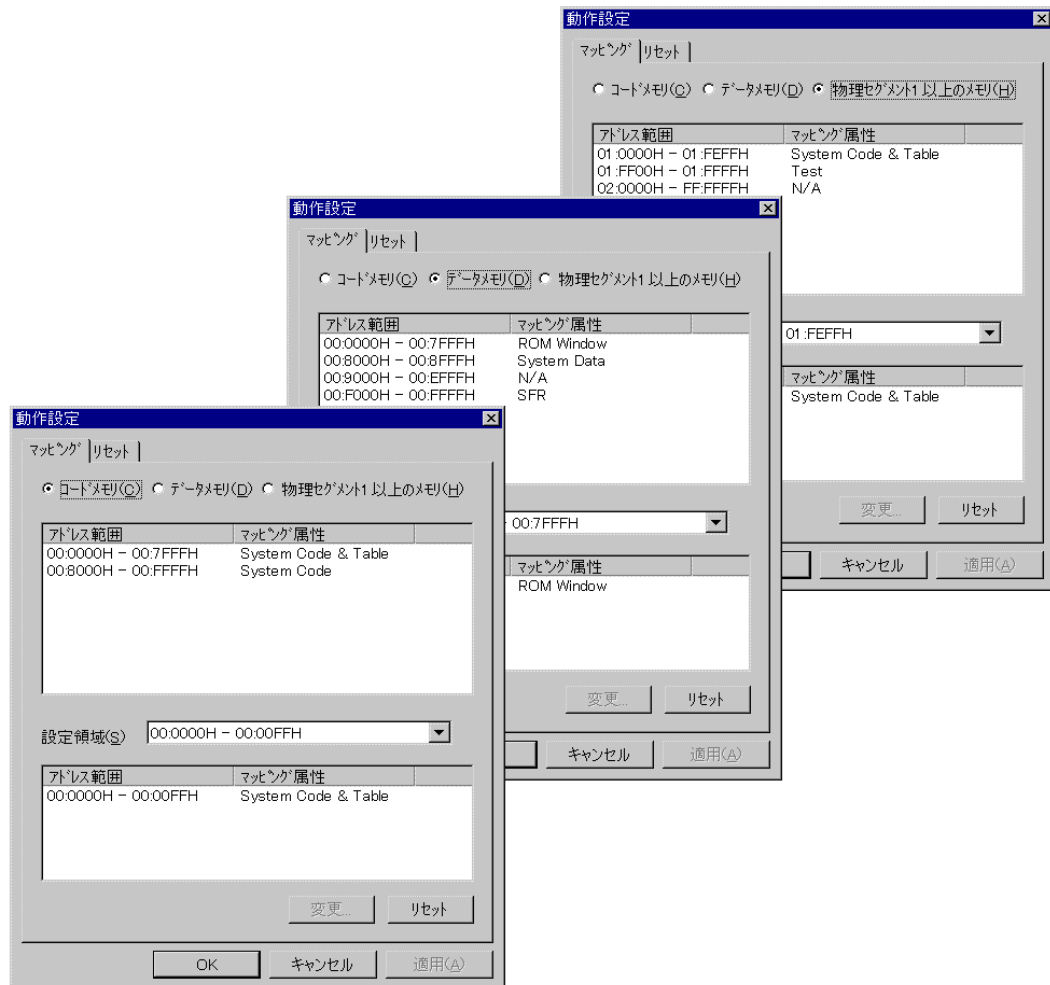 動作設定
マッピング リセット
コードメモリ(C) データメモリ(D) 物理セグメント1 以上のメモリ(H)
アドレス範囲 マッピング属性
01:0000H - 01:FEFFH System Code & Table
01:FF00H - 01:FFFFH Test
02:0000H - FF:FFFFH N/A
01:FEFFH
マッピング属性
System Code & Table
変更... リセット
キャンセル 適用(A)
動作設定
マッピング リセット
コードメモリ(C) データメモリ(D) 物理セグメント1 以上のメモリ(H)
アドレス範囲 マッピング属性
00:0000H - 00:7FFFH ROM Window
00:8000H - 00:8FFFH System Data
00:9000H - 00:EFFFH N/A
00:F000H - 00:FFFFH SFR
00:7FFFH
マッピング属性
ROM Window
変更... リセット
キャンセル 適用(A)
動作設定
マッピング リセット
コードメモリ(C) データメモリ(D) 物理セグメント1 以上のメモリ(H)
アドレス範囲 マッピング属性
00:0000H - 00:7FFFH System Code & Table
00:8000H - 00:FFFFH System Code
設定領域(S) 00:0000H - 00:00FFH
アドレス範囲 マッピング属性
00:0000H - 00:00FFH System Code & Table
変更... リセット
OK キャンセル 適用(A)